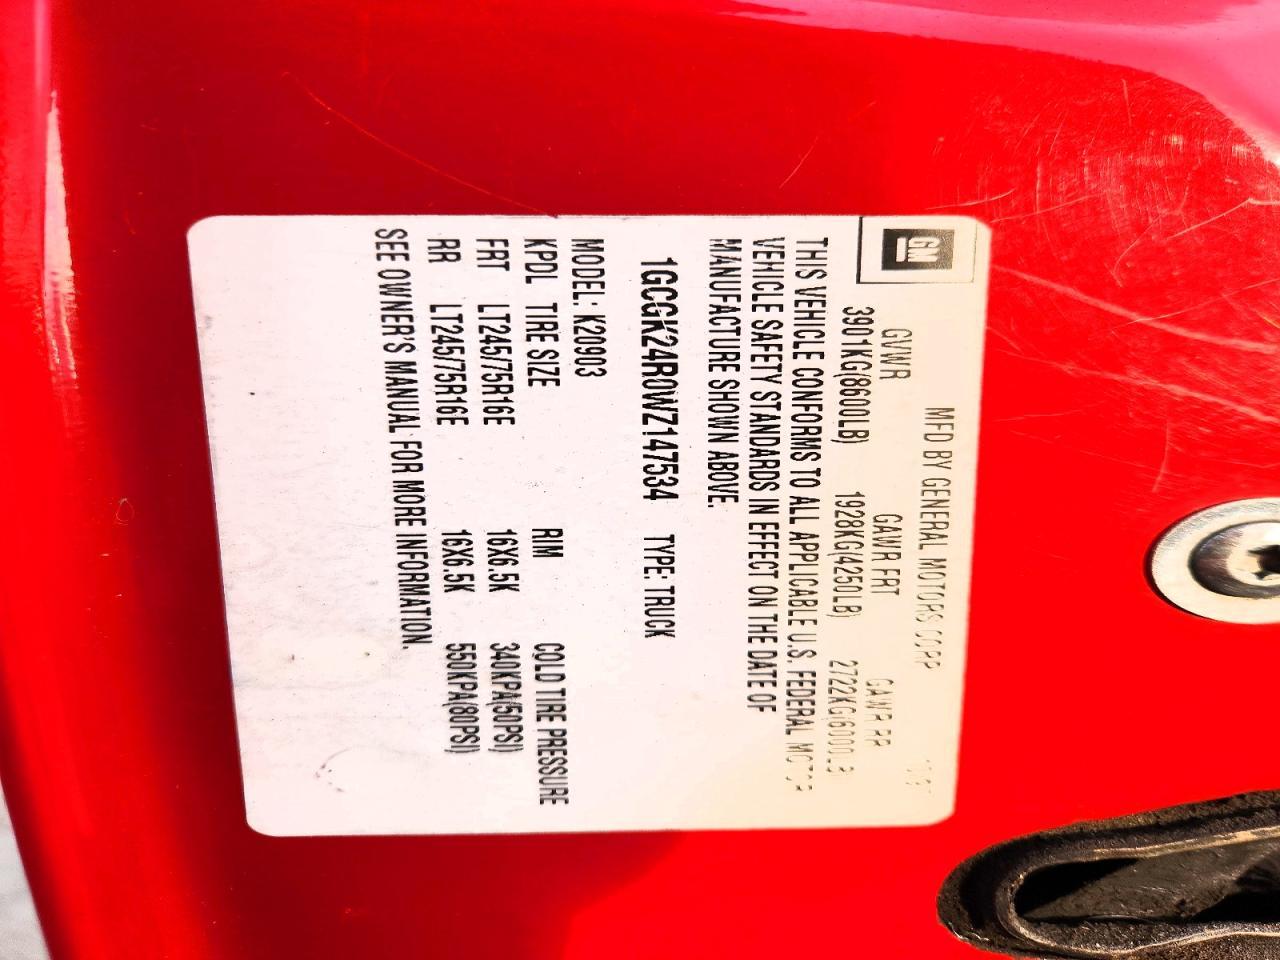 GM
MFD BY GENERAL MOTORS CORP
GVWR GAWR FRT GAWR RR
3901KG(8600LB) 1928KG(4250LB) 2722KG(6000LB
THIS VEHICLE CONFORMS TO ALL APPLICABLE U.S. FEDERAL MOTOR
VEHICLE SAFETY STANDARDS IN EFFECT ON THE DATE OF
MANUFACTURE SHOWN ABOVE.
1GCGK24R0WZ147534 TYPE: TRUCK
MODEL: K20903
KPDL TIRE SIZE RIM COLD TIRE PRESSURE
FRT LT245/75R16E 16X6.5K 340KPA(50PSI)
RR LT245/75R16E 16X6.5K 550KPA(80PSI)
SEE OWNER'S MANUAL FOR MORE INFORMATION.